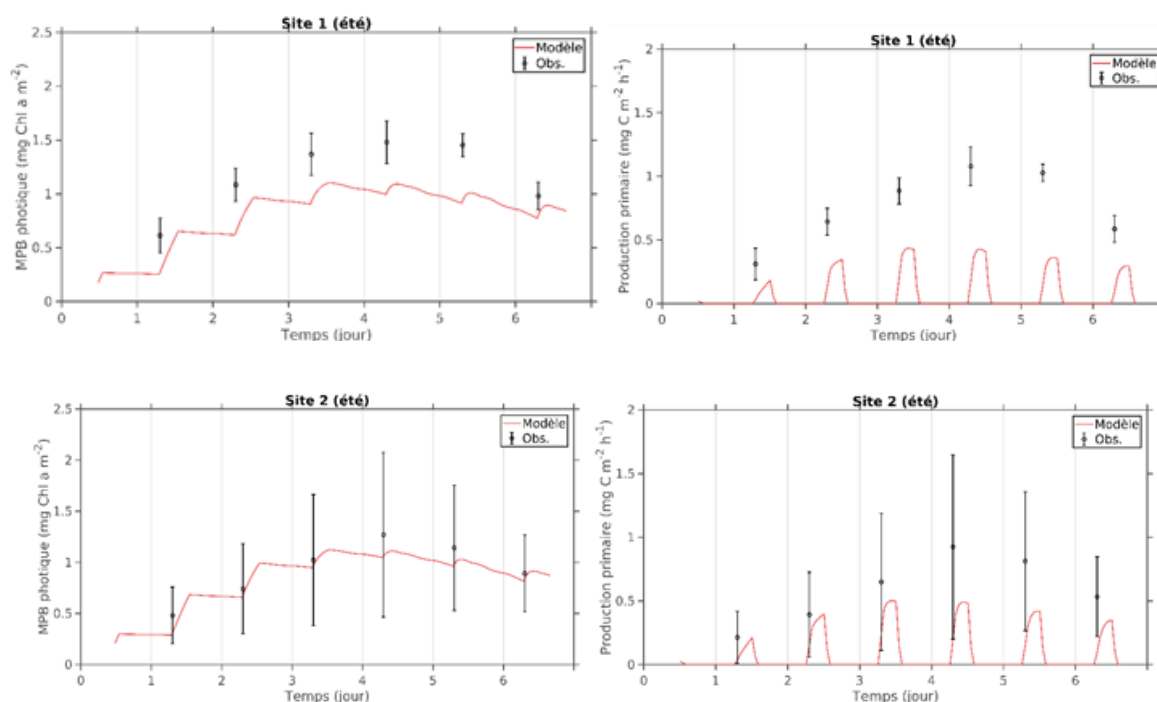 Site 1 (été)
MPB photique (mg Chl a m⁻²)
2.5
2
1.5
1
0.5
0
Modèle
Obs.
0 1 2 3 4 5 6
Temps (jour)
Site 1 (été)
Production primaire (mg C m⁻² h⁻¹)
2
1.5
1
0.5
0
Modèle
Obs.
0 1 2 3 4 5 6
Temps (jour)
Site 2 (été)
MPB photique (mg Chl a m⁻²)
2.5
2
1.5
1
0.5
0
Modèle
Obs.
0 1 2 3 4 5 6
Temps (jour)
Site 2 (été)
Production primaire (mg C m⁻² h⁻¹)
2
1.5
1
0.5
0
Modèle
Obs.
0 1 2 3 4 5 6
Temps (jour)